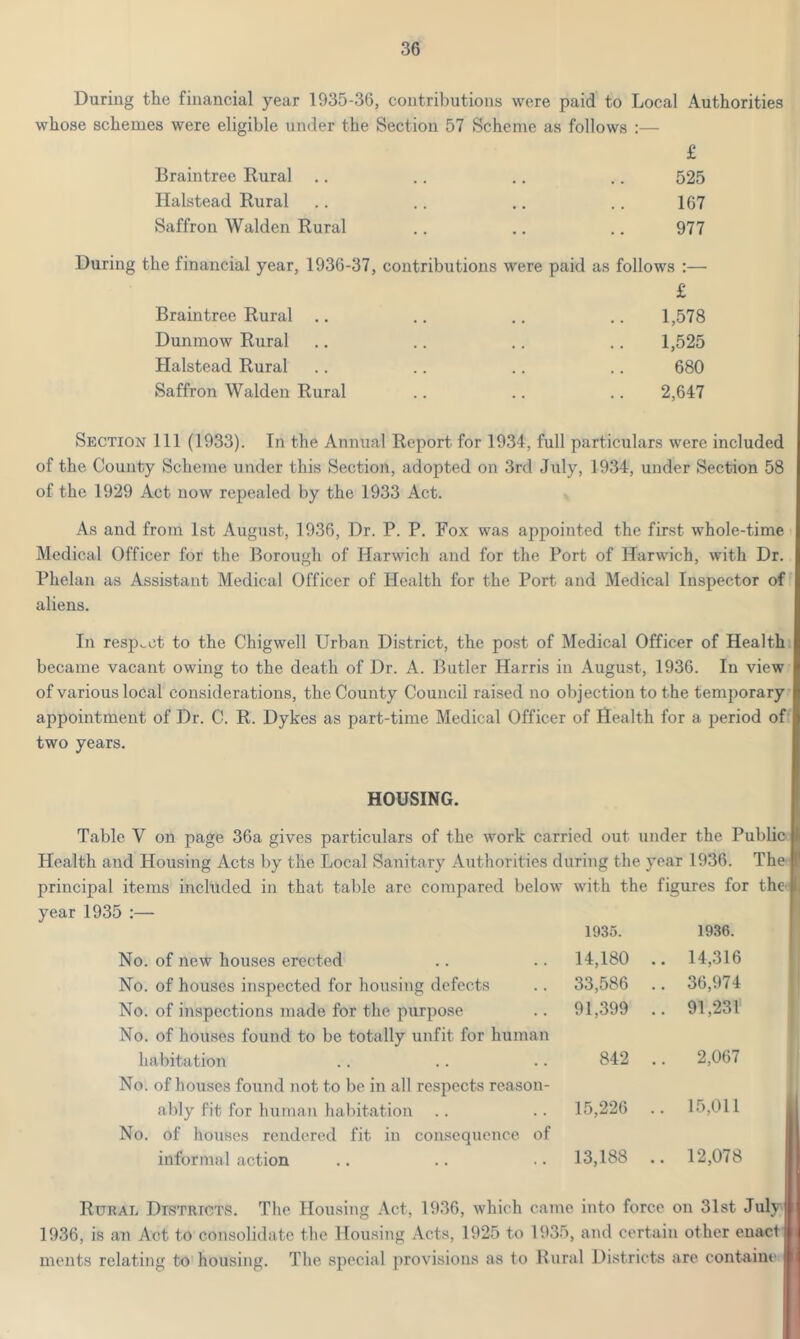 36
During the financial year 1935-36, contributions were paid to Local Authorities
whose schemes were eligible under the Section 57 Scheme as follows :—
£
Braintree Rural .. .. .. .. 525
Halstead Rural .. .. .. .. 167
Saffron Walden Rural .. .. .. 977
During the financial year, 1936-37, contributions were paid as follows :—
£
Braintree Rural .. .. .. .. 1,578
Dunmow Rural .. .. .. .. 1,525
Halstead Rural .. .. .. .. 680
Saffron Walden Rural .. .. .. 2,647
SECTION 111 (1933). In the Annual Report for 1934, full particulars were included
of the County Scheme under this Section, adopted on 3rd July, 1934, under Section 58
of the 1929 Act now repealed by the 1933 Act.
As and from 1st August, 1936, Dr. P. P. Fox was appointed the first whole-time
Medical Officer for the Borough of Harwich and for the Port of Harwich, with Dr.
Phelan as Assistant Medical Officer of Health for the Port and Medical Inspector of
aliens.
In respect to the Chigwell Urban District, the post of Medical Officer of Health
became vacant owing to the death of Dr. A. Butler Harris in August, 1936. In view
of various local considerations, the County Council raised no objection to the temporary
appointment of Dr. C. R. Dykes as part-time Medical Officer of Health for a period of
two years.
HOUSING.
Table V on page 36a gives particulars of the work carried out under the Public
Health and Housing Acts by the Local Sanitary Authorities during the year 1936. The
principal items included in that table are compared below with the figures for the
year 1935 :—
1935. 1936.
No. of new houses erected .. .. 14,180 .. 14,316
No. of houses inspected for housing defects .. 33,586 .. 36,974
No. of inspections made for the purpose .. 91,399 .. 91,231
No. of houses found to be totally unfit for human
habitation .. .. .. 842 .. 2,067
No. of houses found not to be in all respects reason-
ably fit for human habitation .. .. 15,226 .. 15,011
No. of houses rendered fit in consequence of
informal action .. .. .. 13,188 .. 12,078
RURAL DISTRICTS. The Housing Act, 1936, which came into force on 31st July
1936, is an Act to consolidate the Housing Acts, 1925 to 1935, and certain other enact
ments relating to housing. The special provisions as to Rural Districts are containe